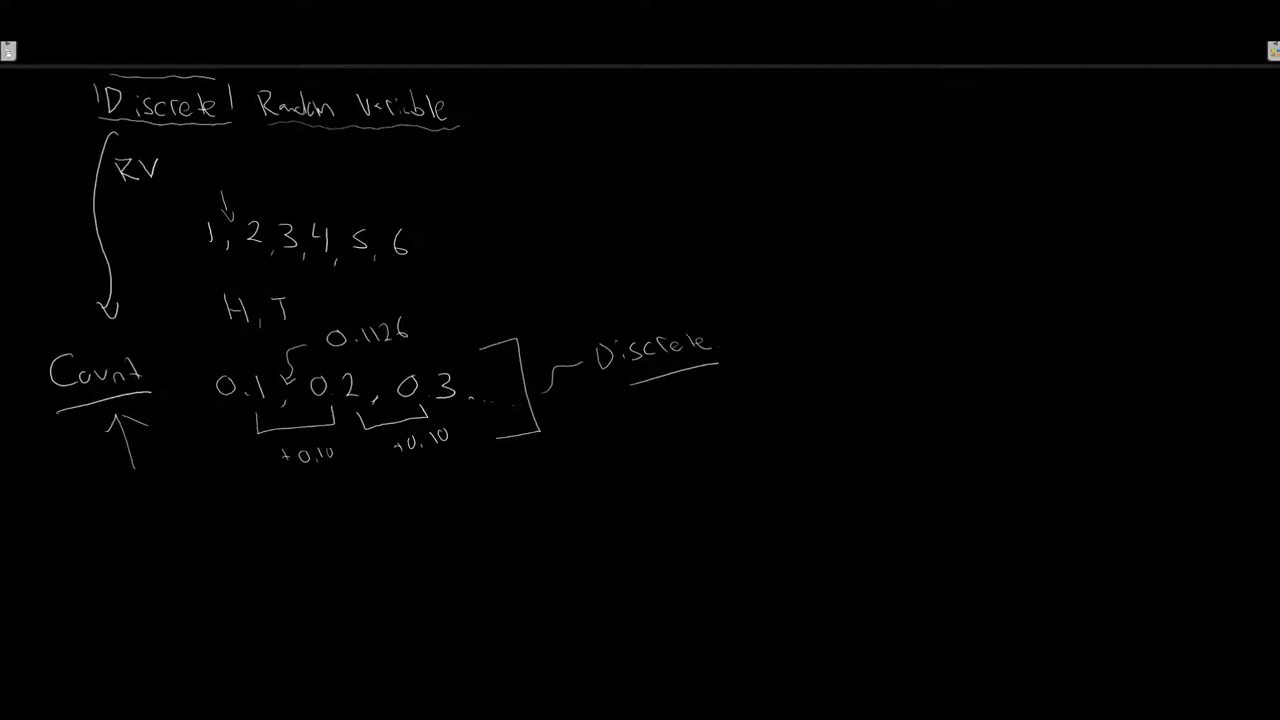 Discrete Random Variable
RV
1, 2, 3, 4, 5, 6
H, T
0.1126
Discrete
Count
0.1, 0.2, 0.3....
+0.10 +0.10